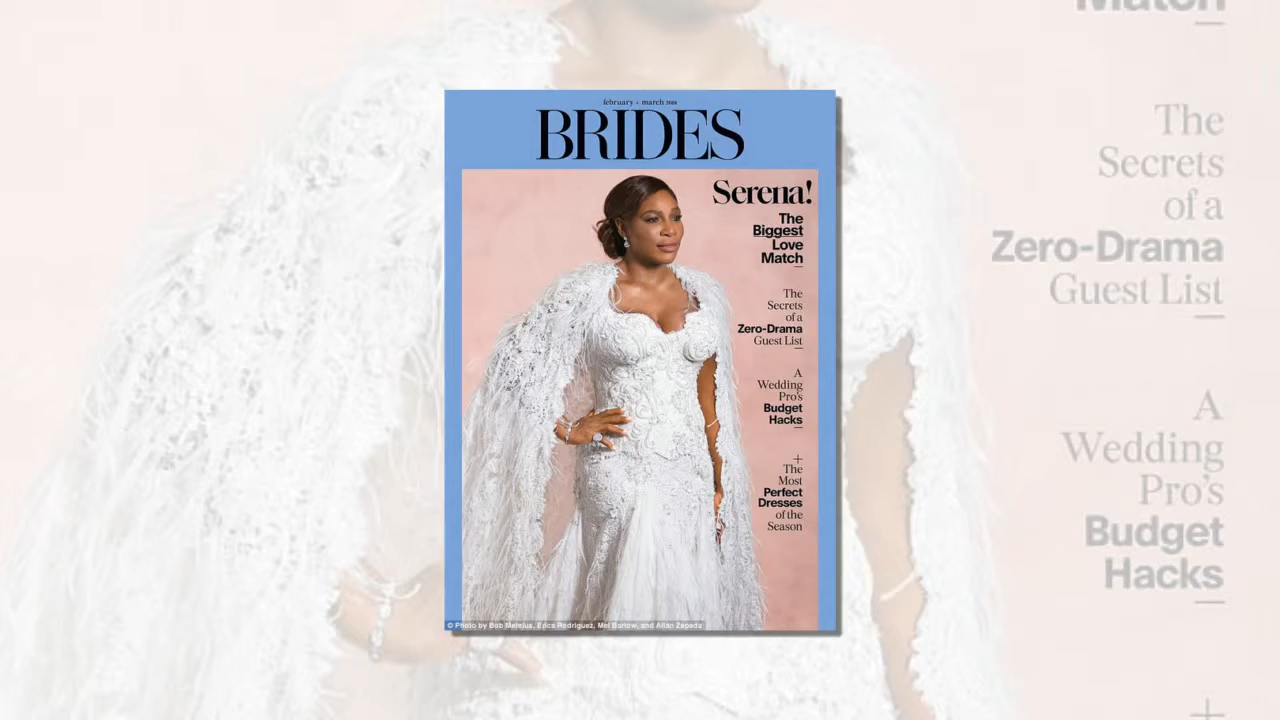 february + march 2018
BRIDES
Serena!
The
Biggest
Love
Match
The
Secrets
of a
Zero-Drama
Guest List
A
Wedding
Pro's
Budget
Hacks
+
The
Most
Perfect
Dresses
of the
Season
© Photo by Bob Metelus, Erica Rodriguez, Mel Barlow, and Allan Zepeda
Match
The
Secrets
of a
Zero-Drama
Guest List
A
Wedding
Pro's
Budget
Hacks
+